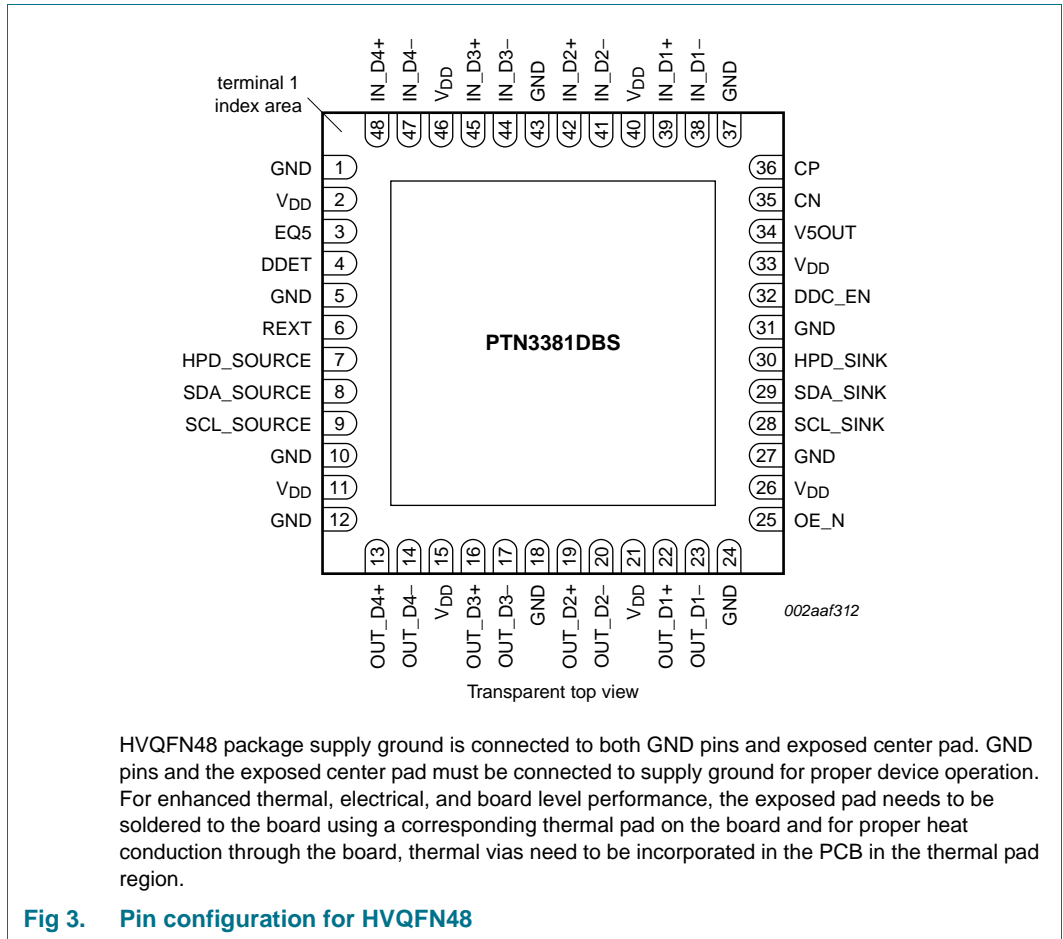 IN_D4+
IN_D4−
VDD
IN_D3+
IN_D3−
GND
IN_D2+
IN_D2−
VDD
IN_D1+
IN_D1−
GND
terminal 1
index area
48
47
46
45
44
43
42
41
40
39
38
37
GND 1
VDD 2
EQ5 3
DDET 4
GND 5
REXT 6
HPD_SOURCE 7
SDA_SOURCE 8
SCL_SOURCE 9
GND 10
VDD 11
GND 12
PTN3381DBS
36 CP
35 CN
34 V5OUT
33 VDD
32 DDC_EN
31 GND
30 HPD_SINK
29 SDA_SINK
28 SCL_SINK
27 GND
26 VDD
25 OE_N
13
14
15
16
17
18
19
20
21
22
23
24
OUT_D4+
OUT_D4−
VDD
OUT_D3+
OUT_D3−
GND
OUT_D2+
OUT_D2−
VDD
OUT_D1+
OUT_D1−
GND
002aaf312
Transparent top view
HVQFN48 package supply ground is connected to both GND pins and exposed center pad. GND
pins and the exposed center pad must be connected to supply ground for proper device operation.
For enhanced thermal, electrical, and board level performance, the exposed pad needs to be
soldered to the board using a corresponding thermal pad on the board and for proper heat
conduction through the board, thermal vias need to be incorporated in the PCB in the thermal pad
region.
Fig 3. Pin configuration for HVQFN48